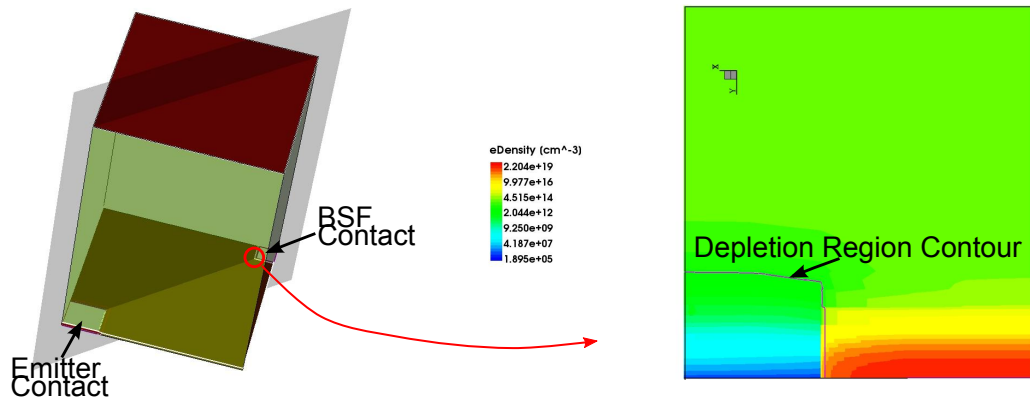 BSF
Contact
Emitter
Contact
eDensity (cm^-3)
2.204e+19
9.977e+16
4.515e+14
2.044e+12
9.250e+09
4.187e+07
1.895e+05
X
Y
Depletion Region Contour